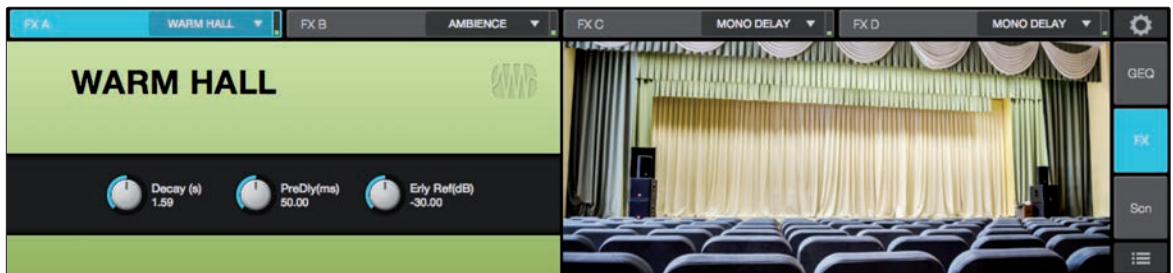 FX A WARM HALL FX B AMBIENCE FX C MONO DELAY FX D MONO DELAY
WARM HALL
GEQ
FX
Decay (s) PreDly(ms) Erly Ref(dB)
1.59 50.00 -30.00
Scn